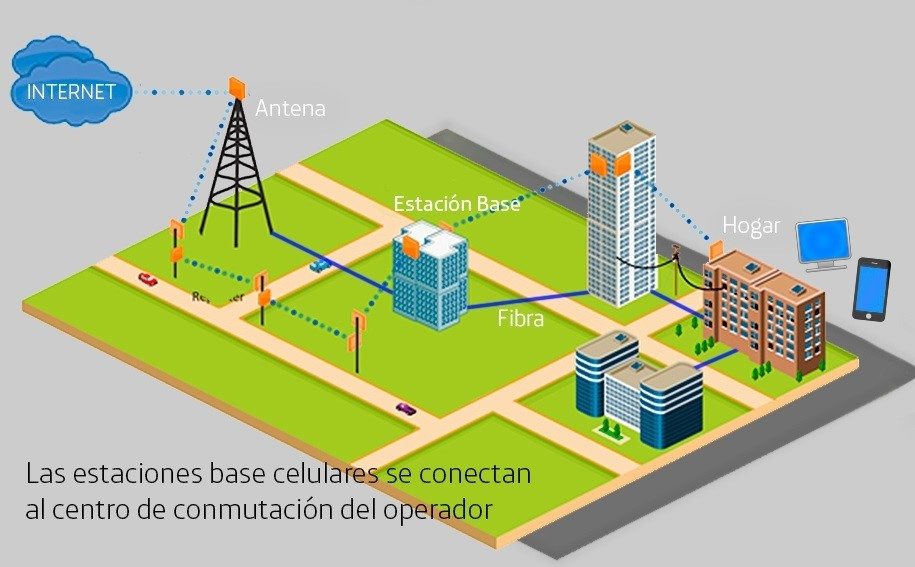 INTERNET
Antena
Estación Base
Hogar
Fibra
Las estaciones base celulares se conectan
al centro de conmutación del operador